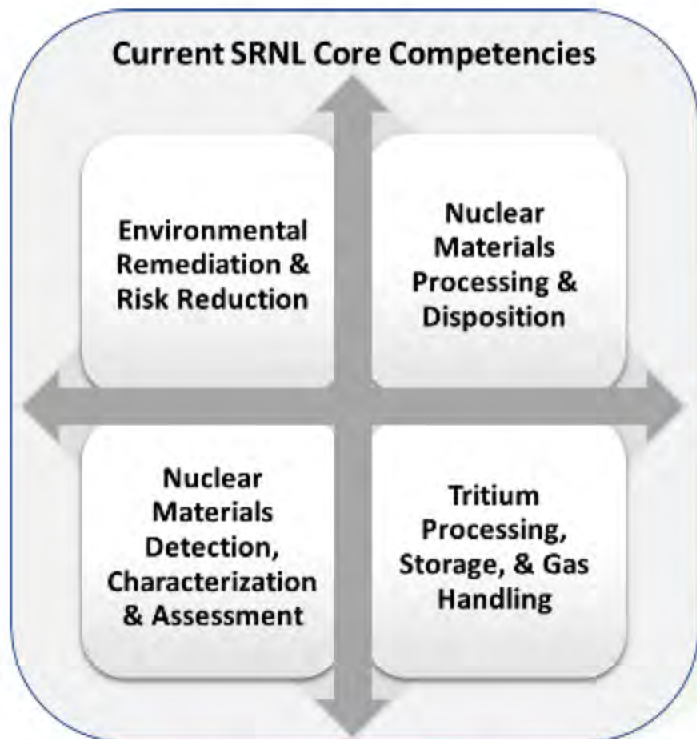 Current SRNL Core Competencies
Environmental
Remediation &
Risk Reduction
Nuclear
Materials
Processing &
Disposition
Nuclear
Materials
Detection,
Characterization
& Assessment
Tritium
Processing,
Storage, & Gas
Handling